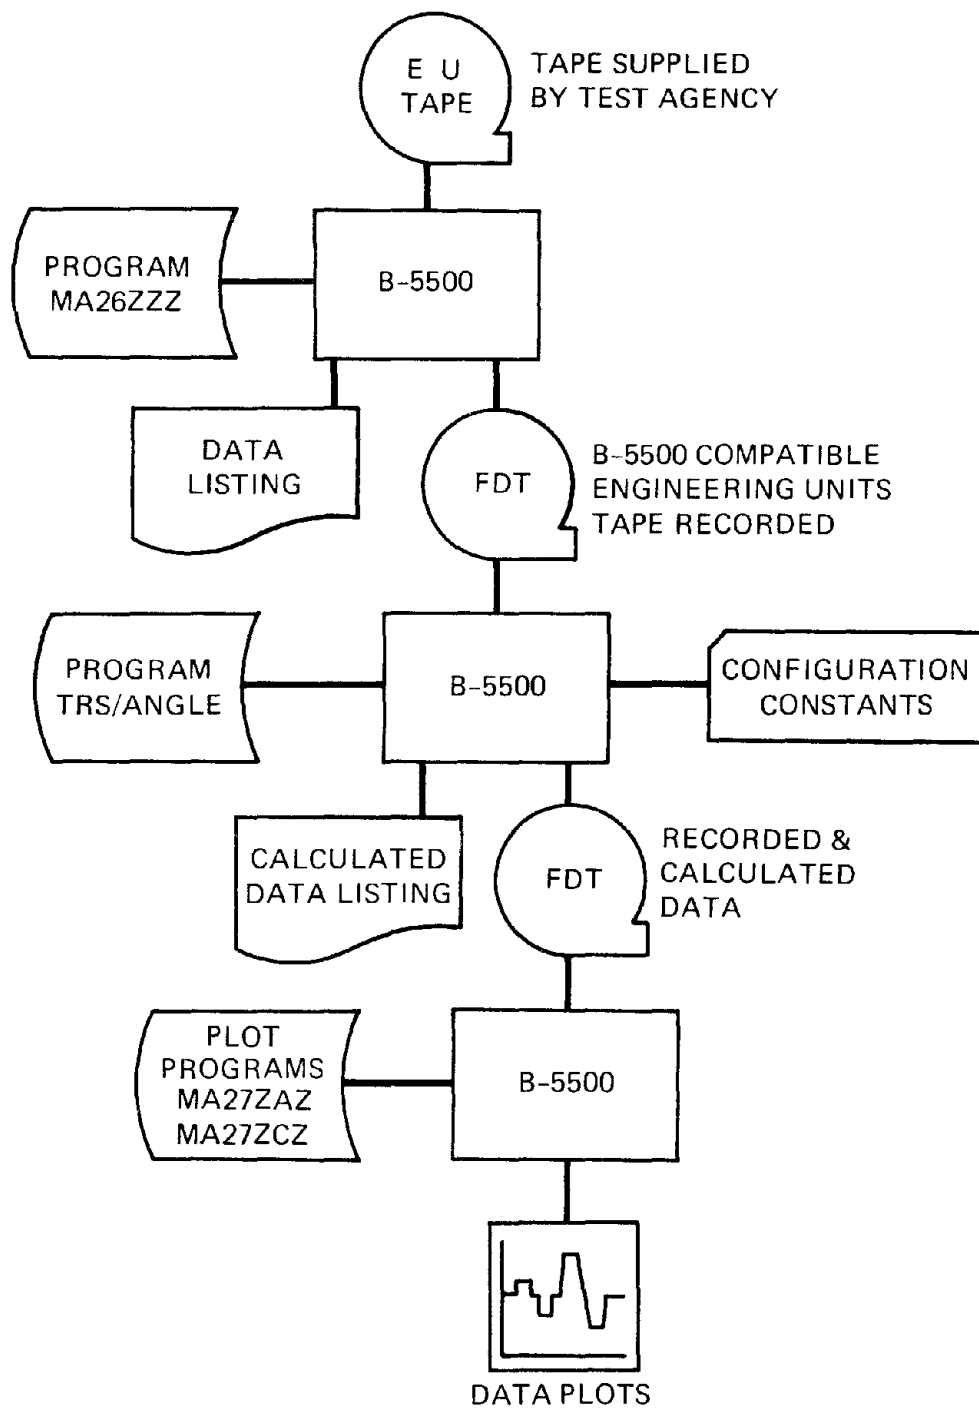 E U
TAPE
TAPE SUPPLIED
BY TEST AGENCY
PROGRAM
MA26ZZZ
B-5500
DATA
LISTING
FDT
B-5500 COMPATIBLE
ENGINEERING UNITS
TAPE RECORDED
PROGRAM
TRS/ANGLE
B-5500
CONFIGURATION
CONSTANTS
CALCULATED
DATA LISTING
FDT
RECORDED &
CALCULATED
DATA
PLOT
PROGRAMS
MA27ZAZ
MA27ZCZ
B-5500
DATA PLOTS